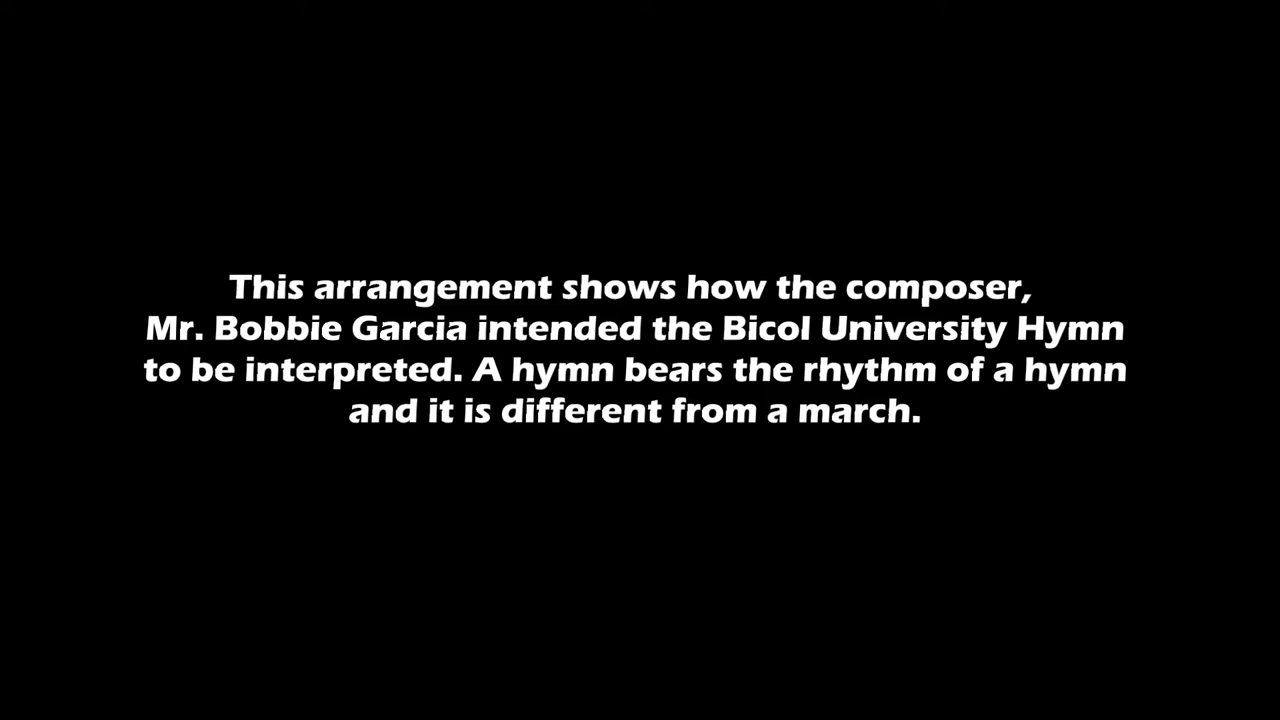 This arrangement shows how the composer,
Mr. Bobbie Garcia intended the Bicol University Hymn
to be interpreted. A hymn bears the rhythm of a hymn
and it is different from a march.